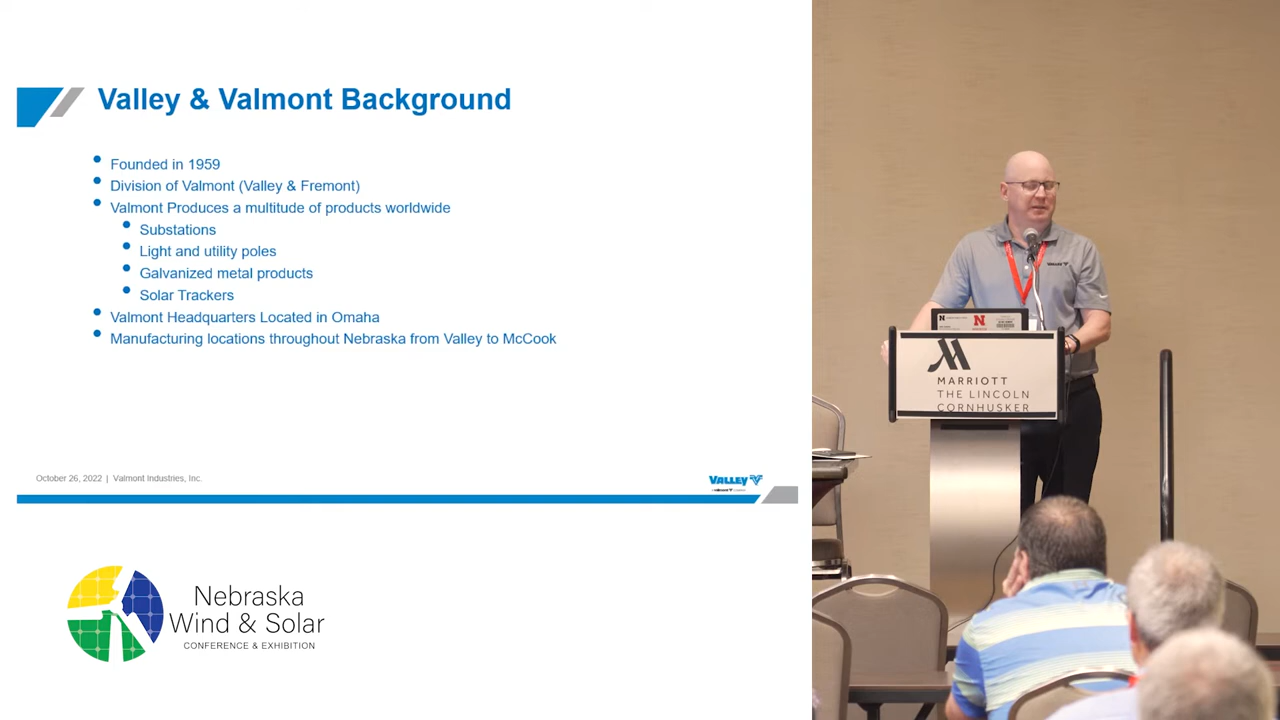 Valley & Valmont Background
Founded in 1959
Division of Valmont (Valley & Fremont)
Valmont Produces a multitude of products worldwide
Substations
Light and utility poles
Galvanized metal products
Solar Trackers
Valmont Headquarters Located in Omaha
Manufacturing locations throughout Nebraska from Valley to McCook
October 26, 2022 | Valmont Industries, Inc.
VALLEY
Nebraska
Wind & Solar
CONFERENCE & EXHIBITION
VALLEY
N
N
MARRIOTT
THE LINCOLN
CORNHUSKER